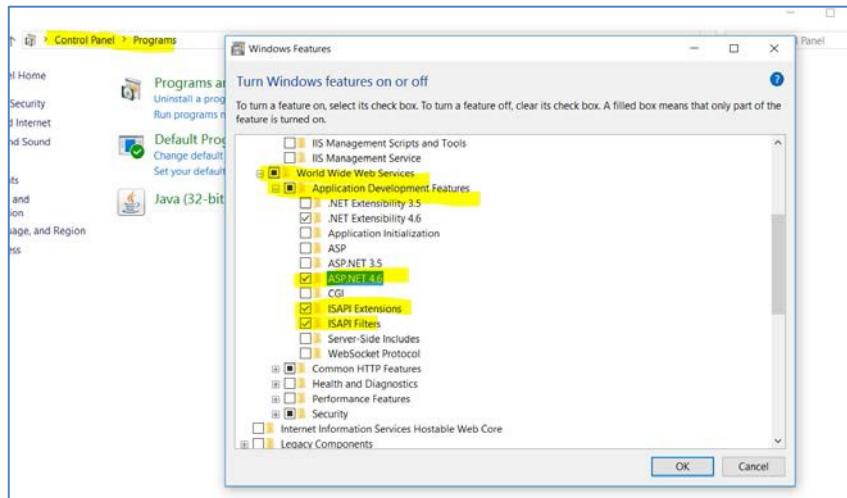 Control Panel > Programs
Panel
el Home
Security
d Internet
nd Sound
ts
and
ion
uage, and Region
ess
Programs a
Uninstall a prog
Run programs
Default Prog
Change default
Set your default
Java (32-bit
Windows Features
Turn Windows features on or off
To turn a feature on, select its check box. To turn a feature off, clear its check box. A filled box means that only part of the
feature is turned on.
IIS Management Scripts and Tools
IIS Management Service
World Wide Web Services
Application Development Features
.NET Extensibility 3.5
.NET Extensibility 4.6
Application Initialization
ASP
ASP.NET 3.5
ASP.NET 4.6
CGI
ISAPI Extensions
ISAPI Filters
Server-Side Includes
WebSocket Protocol
Common HTTP Features
Health and Diagnostics
Performance Features
Security
Internet Information Services Hostable Web Core
Legacy Components
OK
Cancel